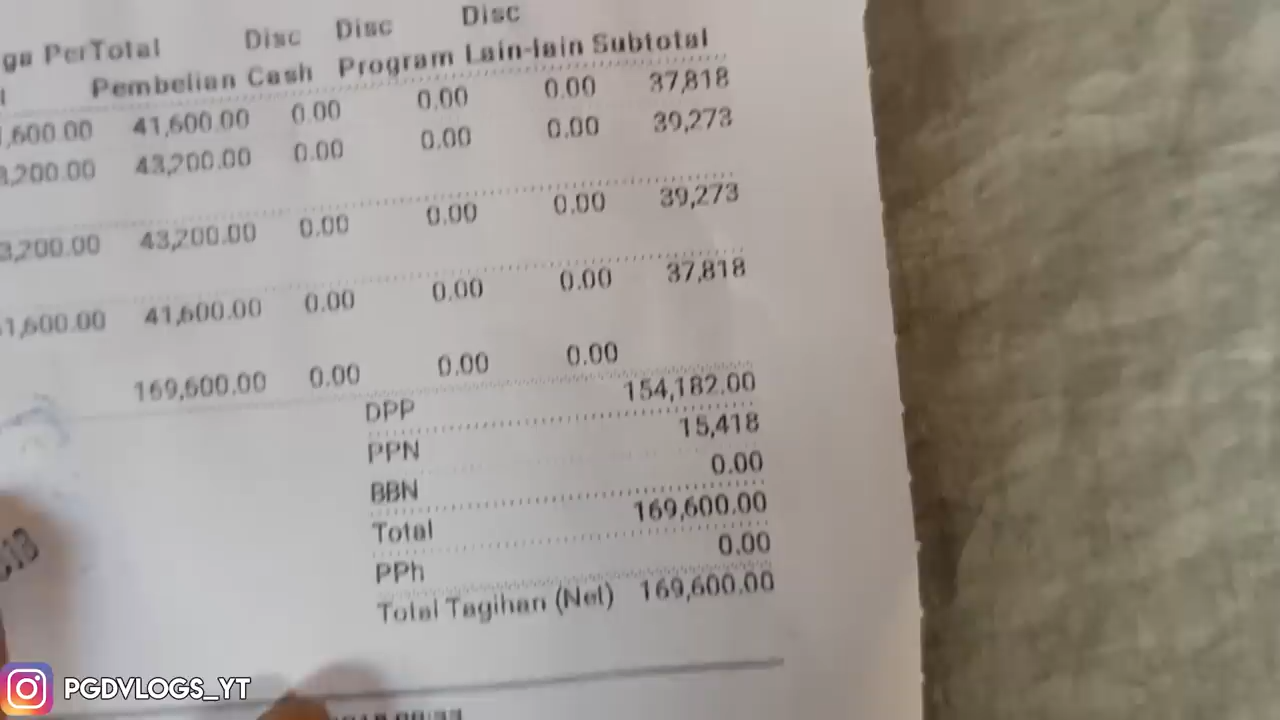 Disc Disc Disc
PerTotal
Pembelian Cash Program Lain-lain Subtotal
,600.00 41,600.00 0.00 0.00 0.00 37,818
,200.00 43,200.00 0.00 0.00 0.00 39,273
3,200.00 43,200.00 0.00 0.00 0.00 39,273
1,600.00 41,600.00 0.00 0.00 0.00 37,818
169,600.00 0.00 0.00 0.00
DPP 154,182.00
PPN 15,418
BBN 0.00
Total 169,600.00
PPh 0.00
Total Tagihan (Net) 169,600.00
PGDVLOGS_YT